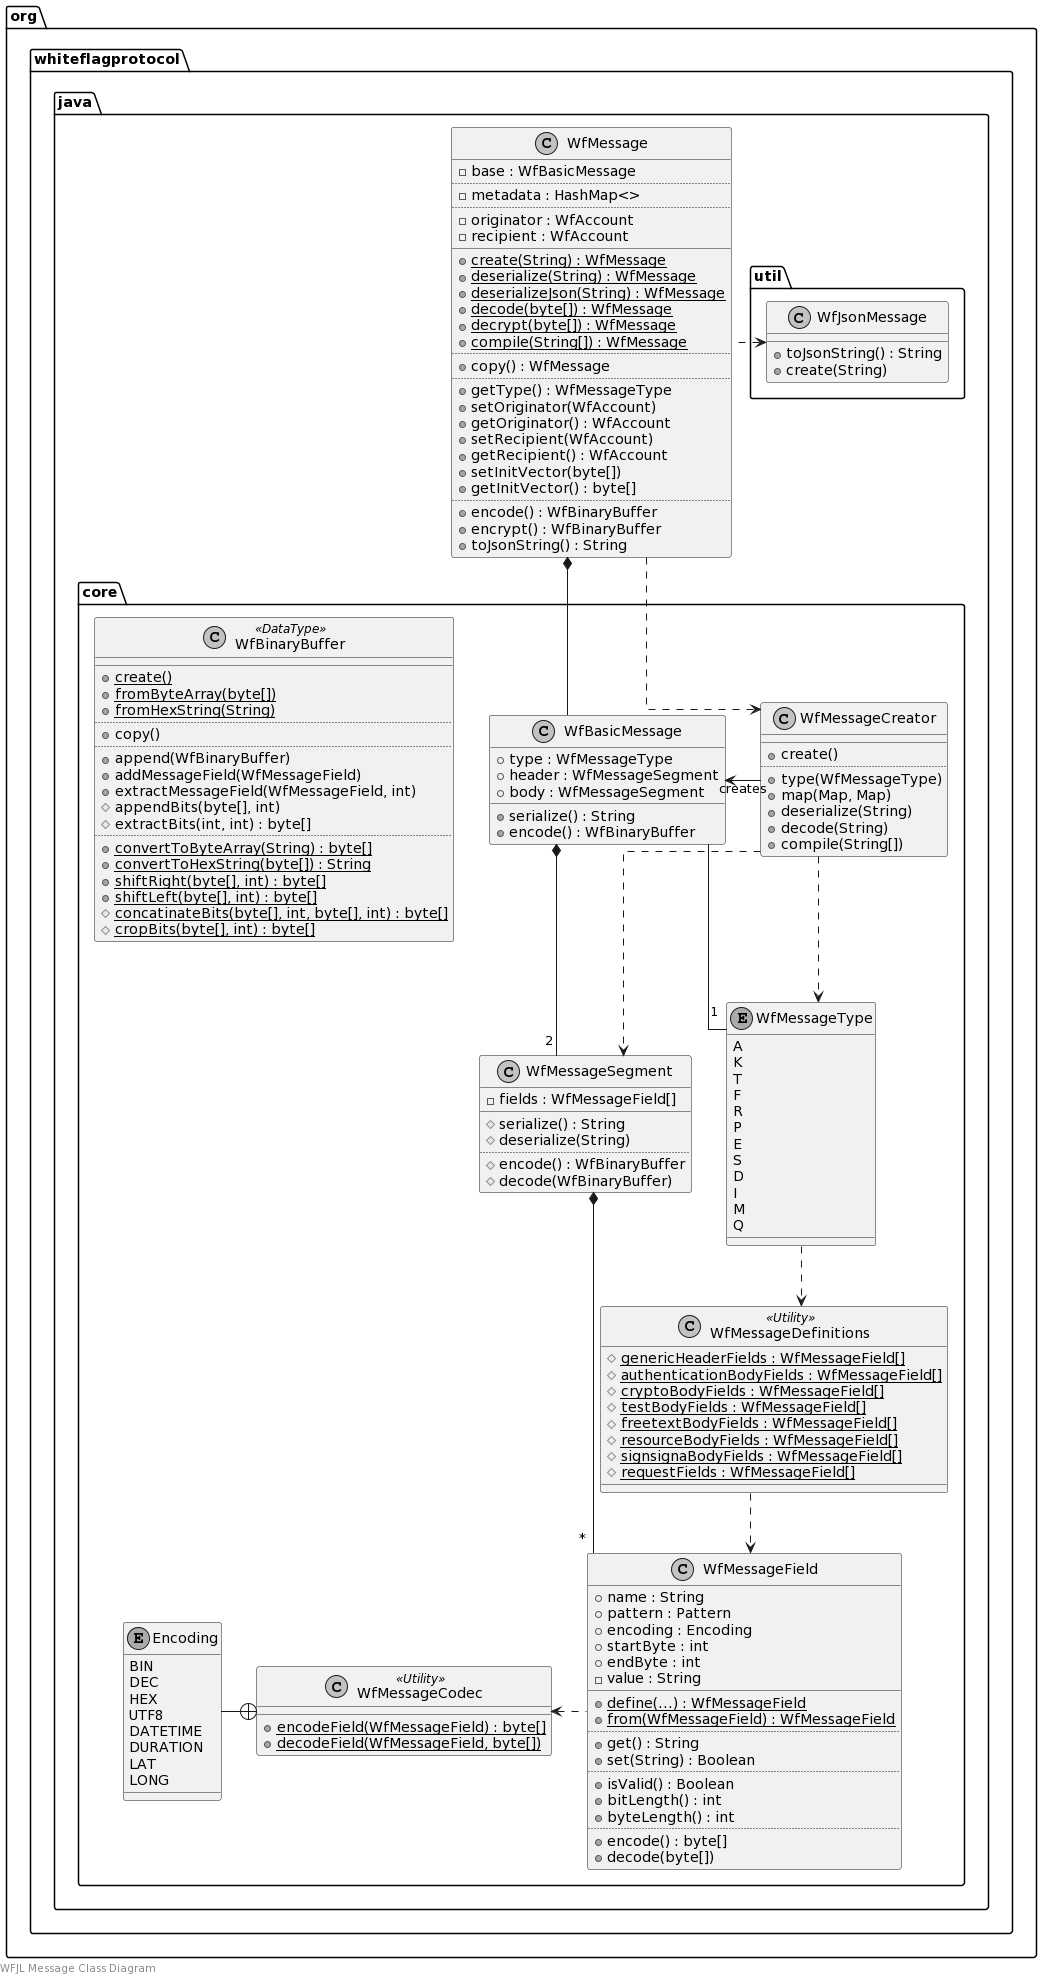 org
whiteflagprotocol
java
C WfMessage
base : WfBasicMessage
metadata : HashMap<>
originator : WfAccount
recipient : WfAccount
create(String) : WfMessage
deserialize(String) : WfMessage
deserializeJson(String) : WfMessage
decode(byte[]) : WfMessage
decrypt(byte[]) : WfMessage
compile(String[]) : WfMessage
copy() : WfMessage
getType() : WfMessageType
setOriginator(WfAccount)
getOriginator() : WfAccount
setRecipient(WfAccount)
getRecipient() : WfAccount
setInitVector(byte[])
getInitVector() : byte[]
encode() : WfBinaryBuffer
encrypt() : WfBinaryBuffer
toJsonString() : String
util
C WfJsonMessage
toJsonString() : String
create(String)
core
«DataType»
C WfBinaryBuffer
create()
fromByteArray(byte[])
fromHexString(String)
copy()
append(WfBinaryBuffer)
addMessageField(WfMessageField)
extractMessageField(WfMessageField, int)
appendBits(byte[], int)
extractBits(int, int) : byte[]
convertToByteArray(String) : byte[]
convertToHexString(byte[]) : String
shiftRight(byte[], int) : byte[]
shiftLeft(byte[], int) : byte[]
concatinateBits(byte[], int, byte[], int) : byte[]
cropBits(byte[], int) : byte[]
C WfBasicMessage
type : WfMessageType
header : WfMessageSegment
body : WfMessageSegment
serialize() : String
encode() : WfBinaryBuffer
creates
C WfMessageCreator
create()
type(WfMessageType)
map(Map, Map)
deserialize(String)
decode(String)
compile(String[])
1
2
E WfMessageType
A
K
T
F
R
P
E
S
D
I
M
Q
C WfMessageSegment
fields : WfMessageField[]
serialize() : String
deserialize(String)
encode() : WfBinaryBuffer
decode(WfBinaryBuffer)
«Utility»
C WfMessageDefinitions
genericHeaderFields : WfMessageField[]
authenticationBodyFields : WfMessageField[]
cryptoBodyFields : WfMessageField[]
testBodyFields : WfMessageField[]
freetextBodyFields : WfMessageField[]
resourceBodyFields : WfMessageField[]
signsignaBodyFields : WfMessageField[]
requestFields : WfMessageField[]
*
C WfMessageField
name : String
pattern : Pattern
encoding : Encoding
startByte : int
endByte : int
value : String
define(...) : WfMessageField
from(WfMessageField) : WfMessageField
get() : String
set(String) : Boolean
isValid() : Boolean
bitLength() : int
byteLength() : int
encode() : byte[]
decode(byte[])
E Encoding
BIN
DEC
HEX
UTF8
DATETIME
DURATION
LAT
LONG
«Utility»
C WfMessageCodec
encodeField(WfMessageField) : byte[]
decodeField(WfMessageField, byte[])
WFJL Message Class Diagram